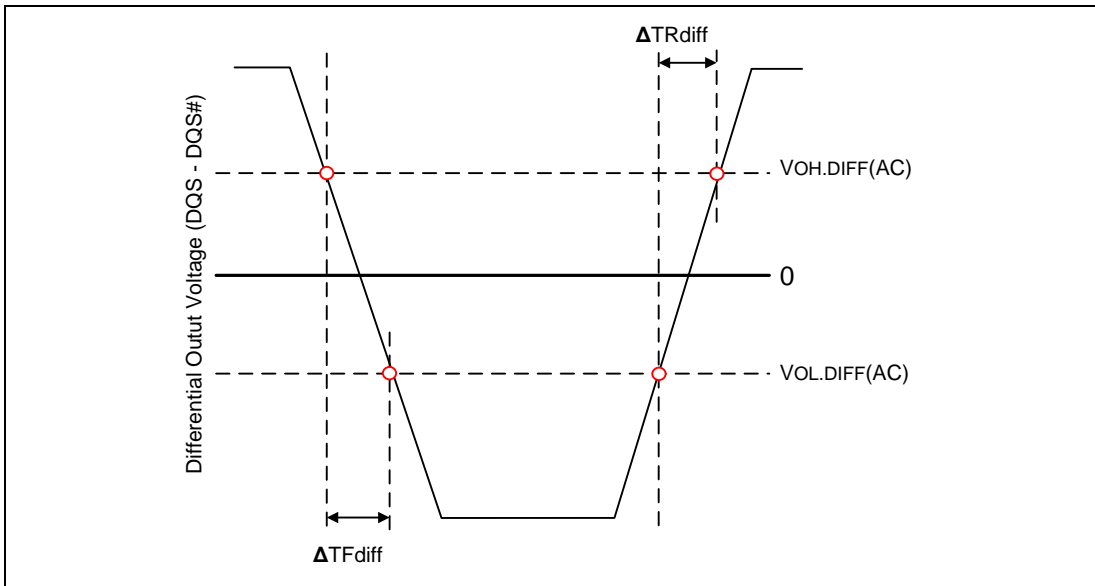 ΔTRdiff
Differential Outut Voltage (DQS - DQS#)
VOH.DIFF(AC)
0
VOL.DIFF(AC)
ΔTFdiff